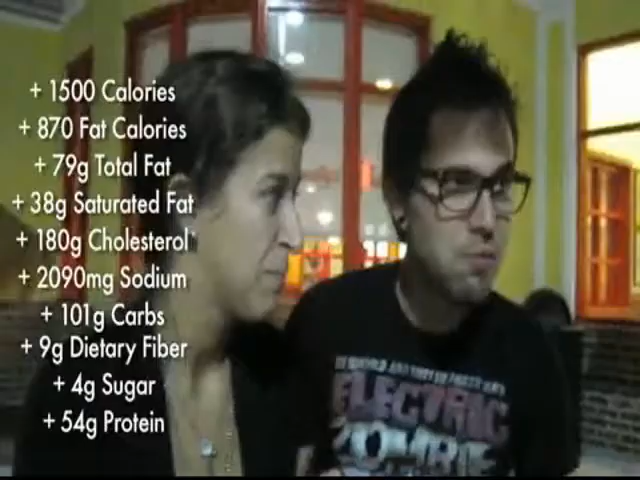 + 1500 Calories
+ 870 Fat Calories
+ 79g Total Fat
+ 38g Saturated Fat
+ 180g Cholesterol
+ 2090mg Sodium
+ 101g Carbs
+ 9g Dietary Fiber
+ 4g Sugar
+ 54g Protein
ELECTRIC
ZOMBIE